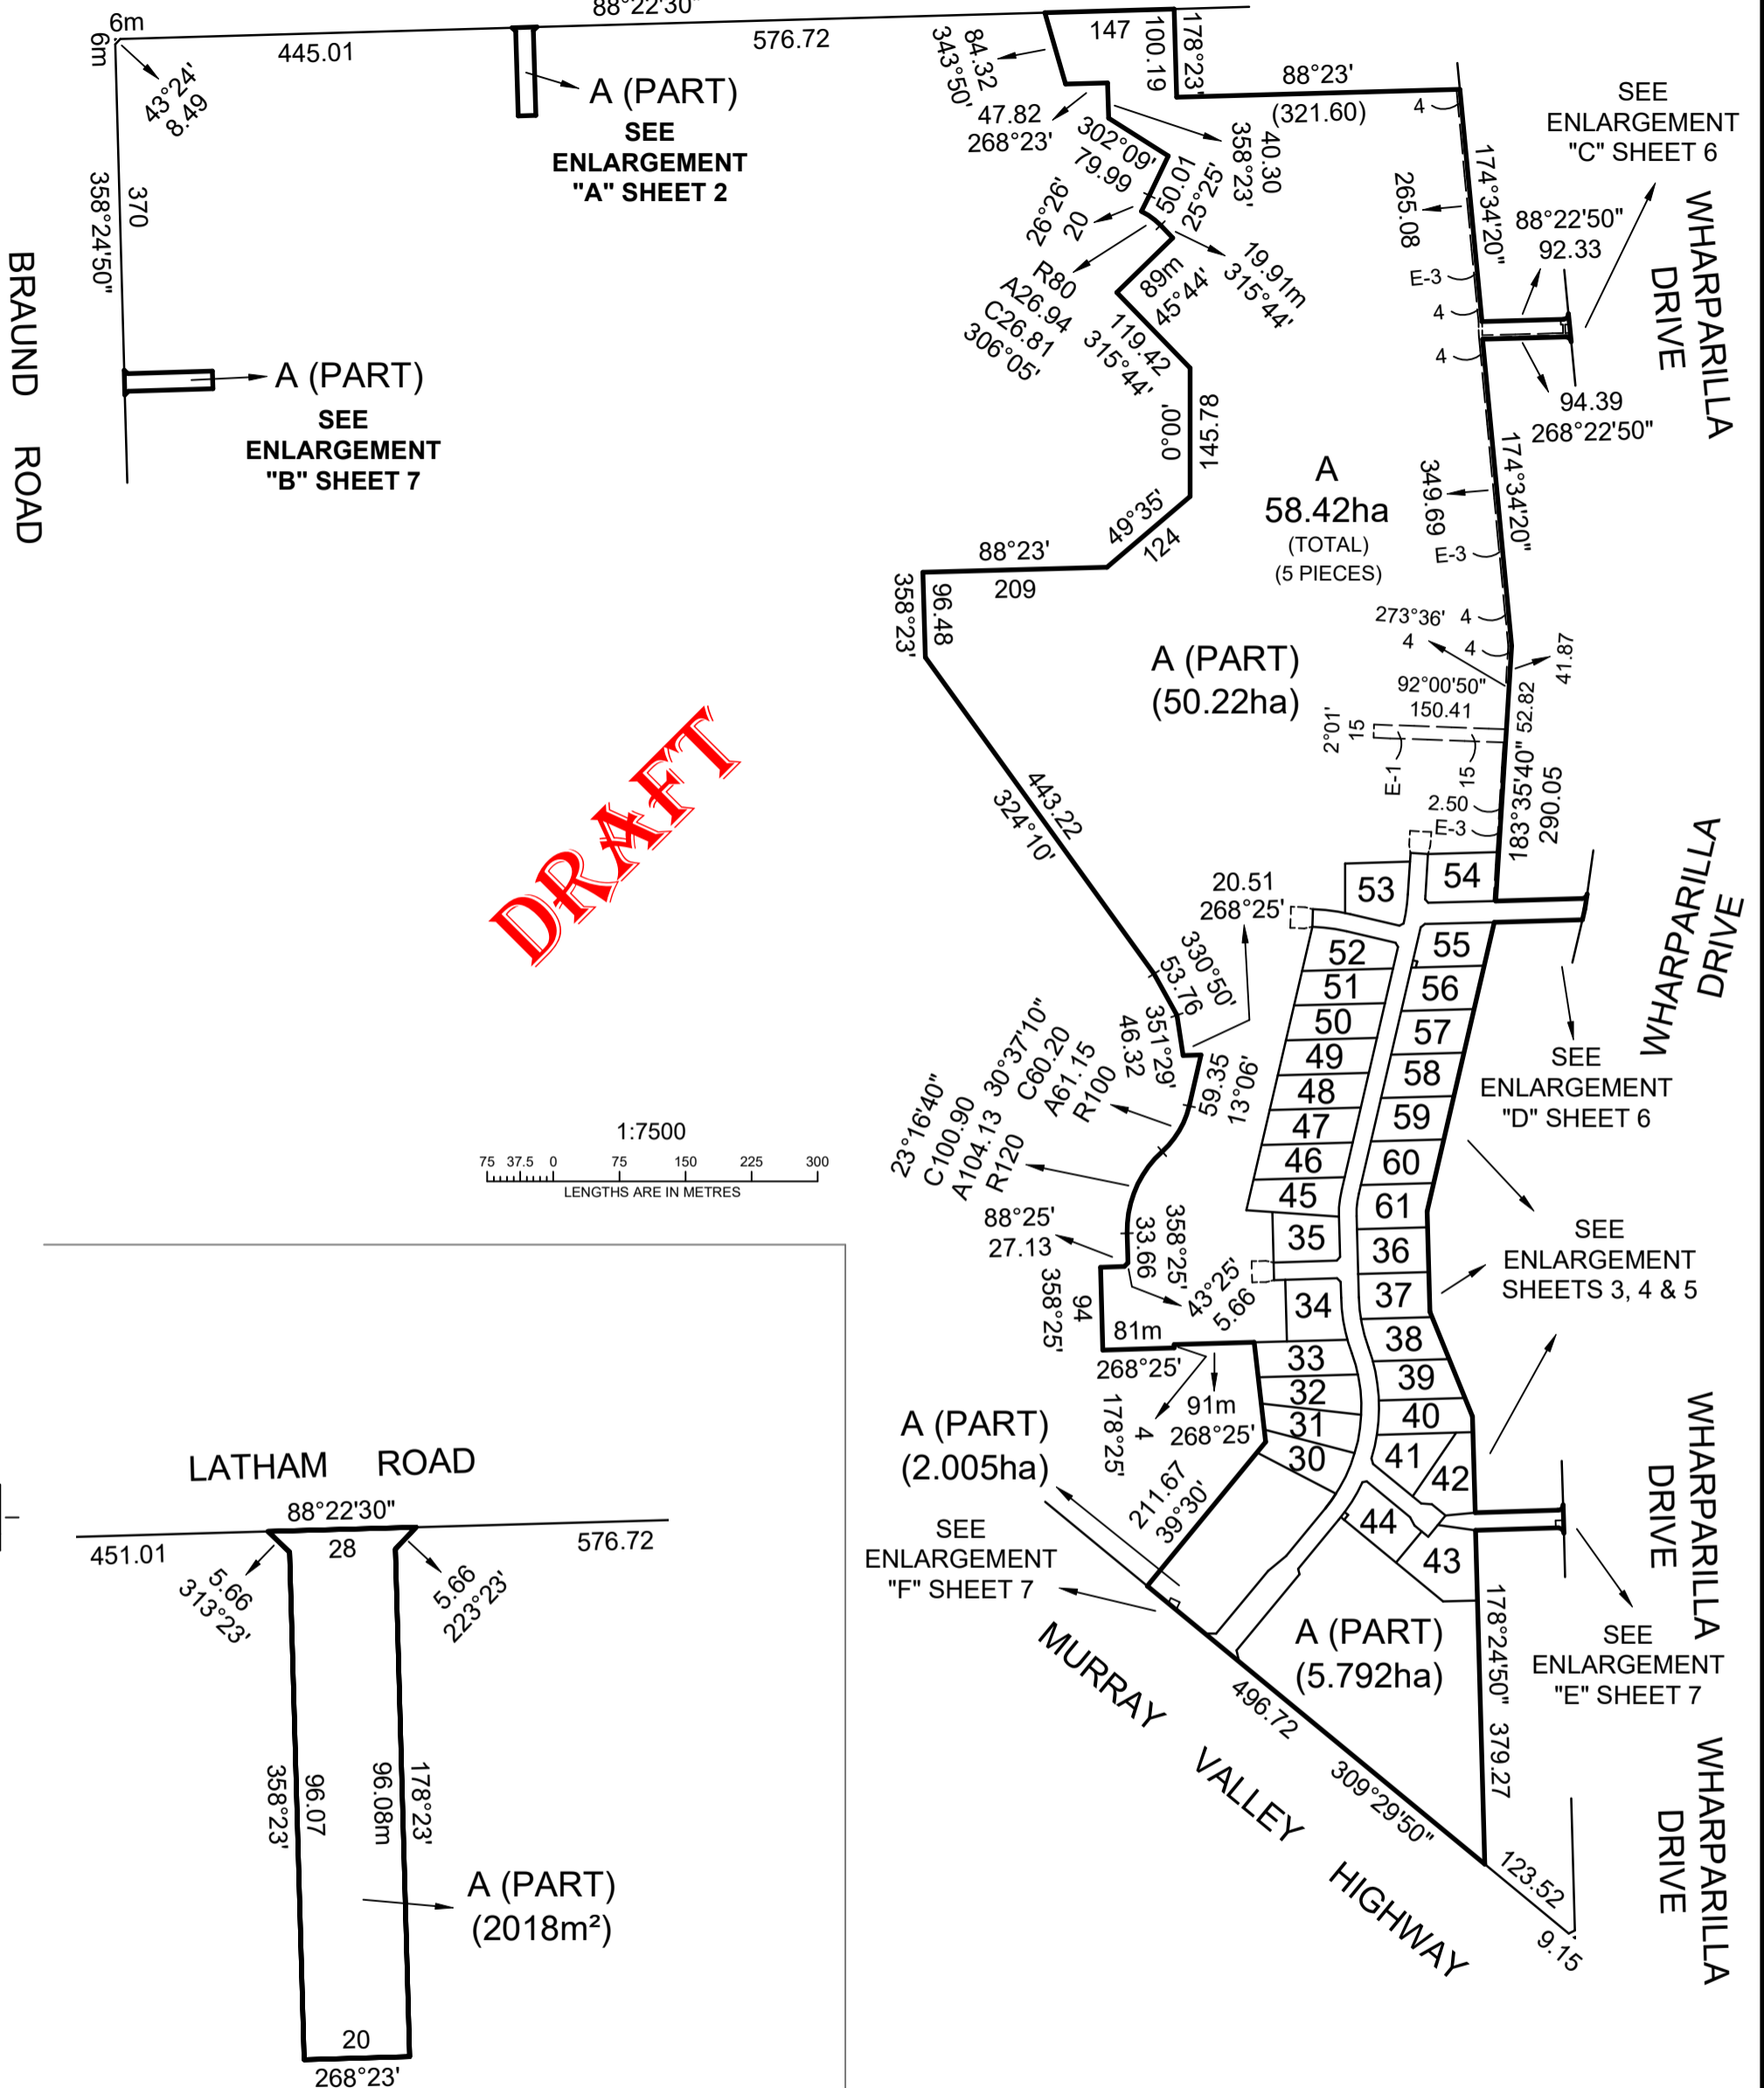 88°22'30"
6m
6m
445.01
576.72
43°24'
8.49
A (PART)
SEE
ENLARGEMENT
"A" SHEET 2
370
358°24'50"
BRAUND ROAD
A (PART)
SEE
ENLARGEMENT
"B" SHEET 7
147
100.19
178°23'
84.32
343°50'
47.82
268°23'
88°23'
(321.60)
4
SEE
ENLARGEMENT
"C" SHEET 6
302°09'
79.99
40.30
358°23'
50.01
25°25'
26°26'
20
R80
A26.94
C26.81
306°05'
19.91m
315°44'
89m
45°44'
119.42
315°44'
174°34'20"
265.08
88°22'50"
92.33
WHARPARILLA
DRIVE
E-3
4
4
94.39
268°22'50"
145.78
0°00'
A
58.42ha
(TOTAL)
(5 PIECES)
349.69
174°34'20"
E-3
49°35'
124
88°23'
209
96.48
358°23'
273°36'
4
4
4
41.87
A (PART)
(50.22ha)
92°00'50"
150.41
52.82
2°01'
15
E-1
15
183°35'40"
290.05
2.50
E-3
DRAFT
443.22
324°10'
53
54
20.51
268°25'
WHARPARILLA
DRIVE
52
55
51
56
50
57
49
58
48
59
47
60
46
61
45
35
36
34
37
33
38
32
39
31
40
30
41
42
44
43
330°50'
53.76
351°29'
46.32
59.35
13°06'
30°37'10"
C60.20
A61.15
R100
23°16'40"
C100.90
A104.13
R120
SEE
ENLARGEMENT
"D" SHEET 6
1:7500
75 37.5 0 75 150 225 300
LENGTHS ARE IN METRES
88°25'
27.13
33.66
358°25'
43°25'
5.66
94
358°25'
SEE
ENLARGEMENT
SHEETS 3, 4 & 5
81m
268°25'
91m
268°25'
4
178°25'
A (PART)
(2.005ha)
211.67
39°30'
SEE
ENLARGEMENT
"F" SHEET 7
WHARPARILLA
DRIVE
A (PART)
(5.792ha)
178°24'50" 379.27
SEE
ENLARGEMENT
"E" SHEET 7
MURRAY VALLEY HIGHWAY
496.72
309°29'50"
123.52
9.15
WHARPARILLA
DRIVE
LATHAM ROAD
88°22'30"
451.01
28
576.72
5.66
313°23'
5.66
223°23'
358°23'
96.07
96.08m
178°23'
A (PART)
(2018m²)
20
268°23'